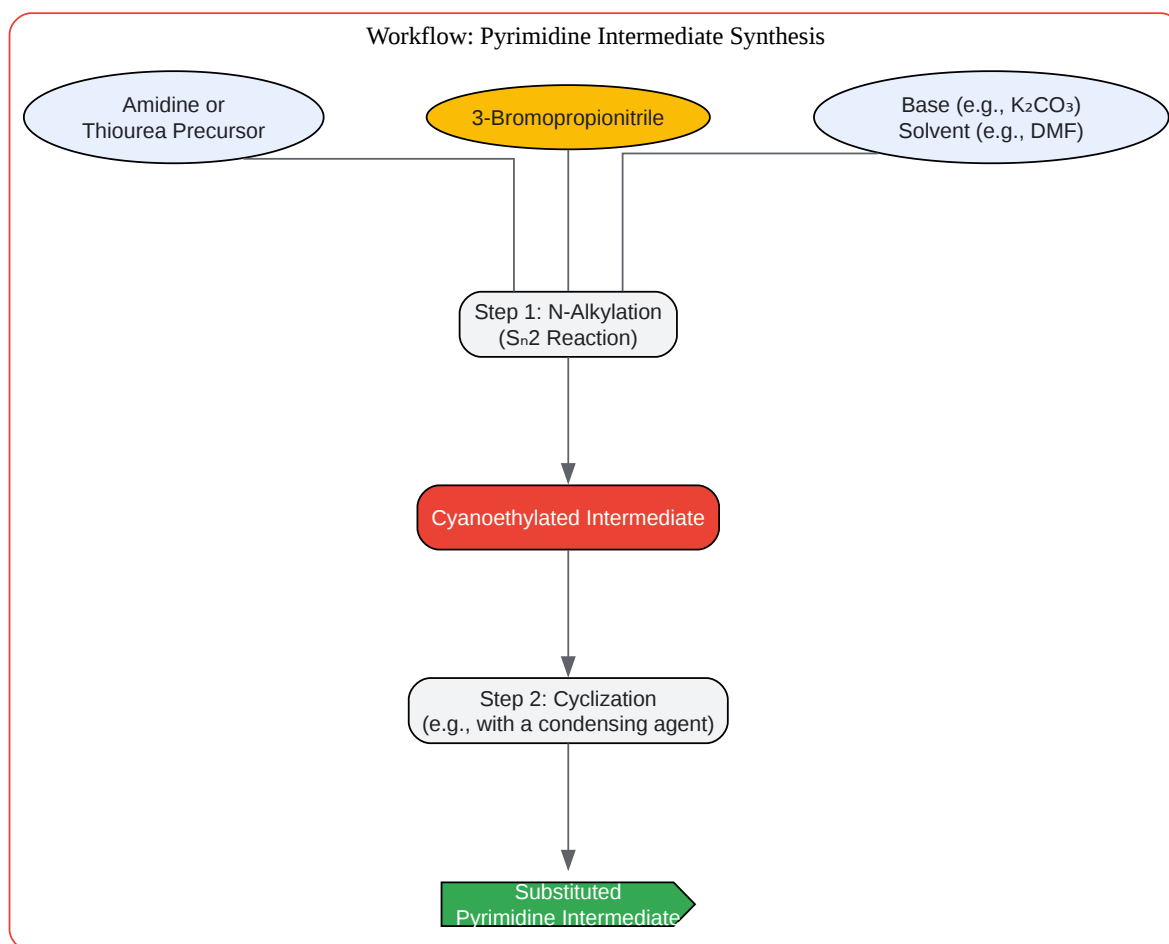 Workflow: Pyrimidine Intermediate Synthesis
Amidine or
Thiourea Precursor
3-Bromopropionitrile
Base (e.g., K₂CO₃)
Solvent (e.g., DMF)
Step 1: N-Alkylation
(Sₙ2 Reaction)
Cyanoethylated Intermediate
Step 2: Cyclization
(e.g., with a condensing agent)
Substituted
Pyrimidine Intermediate